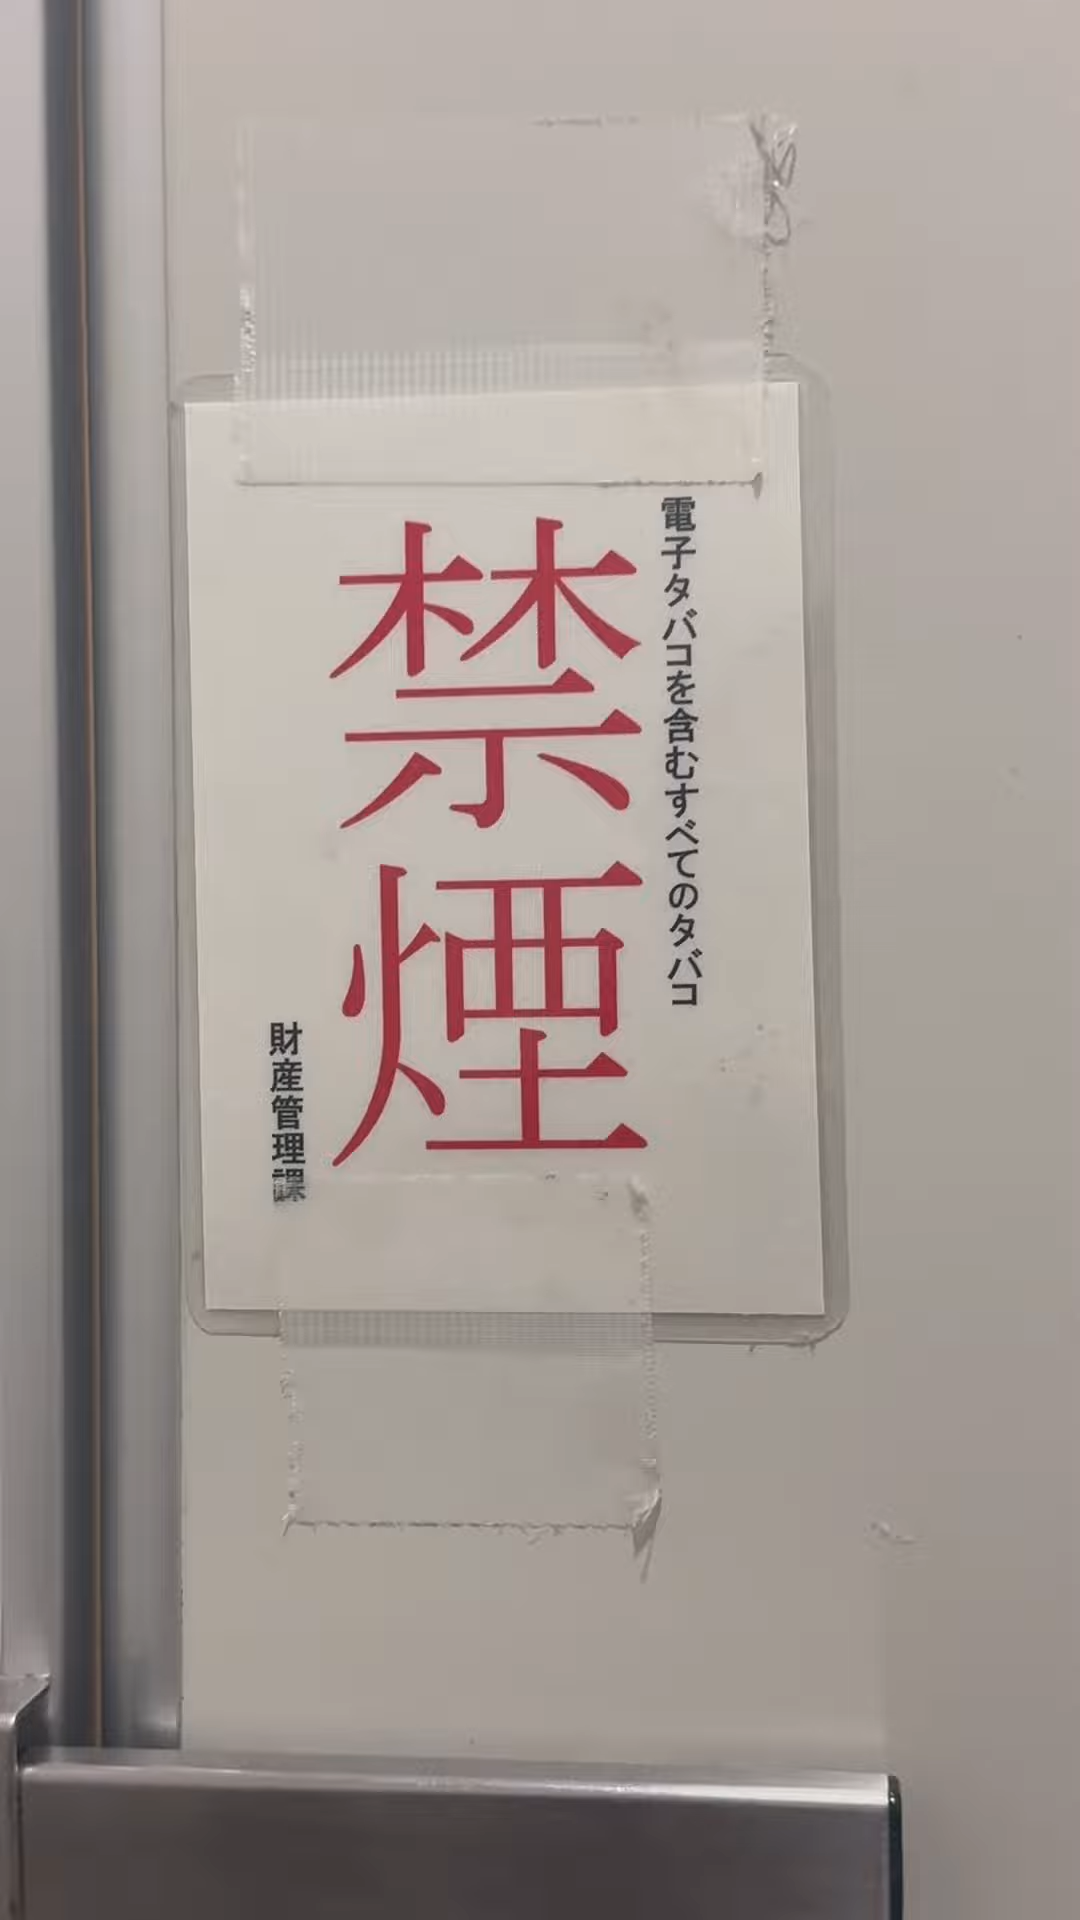 電子タバコを含むすべてのタバコ
禁煙
財産管理課